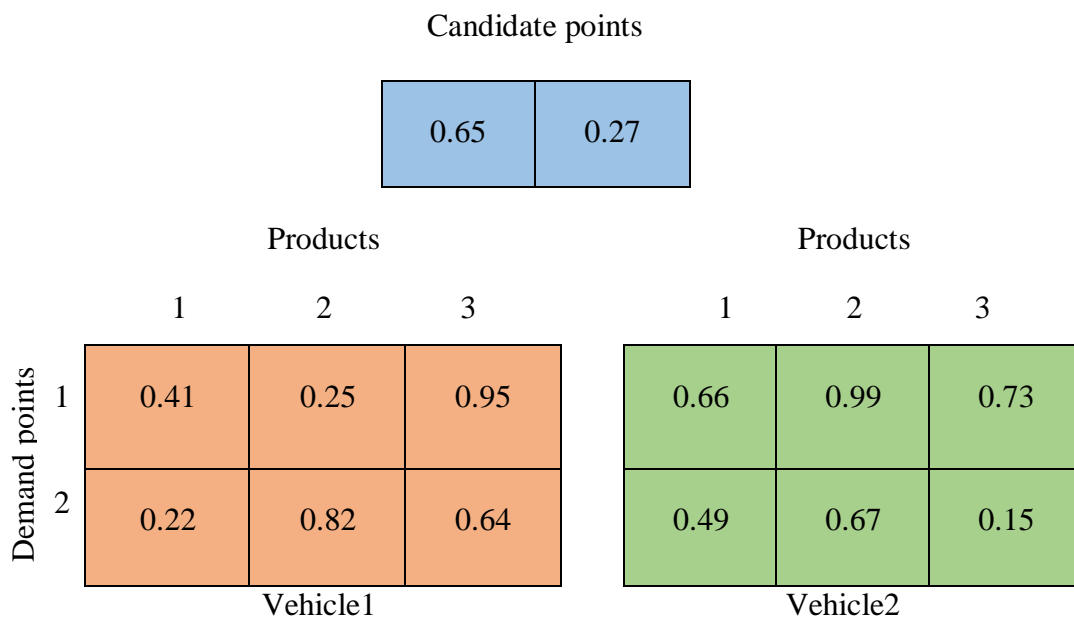 Candidate points
0.65 0.27
Products Products
1 2 3 1 2 3
Demand points
1 0.41 0.25 0.95 0.66 0.99 0.73
2 0.22 0.82 0.64 0.49 0.67 0.15
Vehicle1 Vehicle2